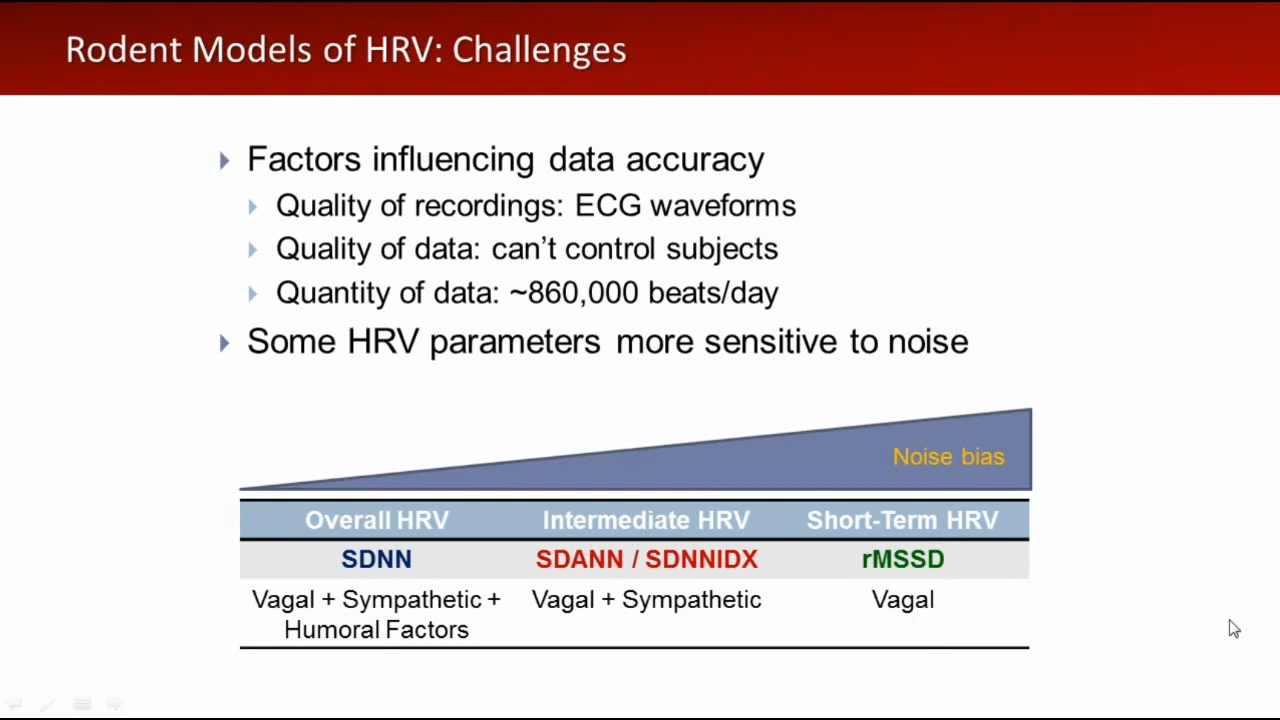 Rodent Models of HRV: Challenges
Factors influencing data accuracy
Quality of recordings: ECG waveforms
Quality of data: can’t control subjects
Quantity of data: ~860,000 beats/day
Some HRV parameters more sensitive to noise
Noise bias
Overall HRV Intermediate HRV Short-Term HRV
SDNN SDANN / SDNNIDX rMSSD
Vagal + Sympathetic + Vagal + Sympathetic Vagal
Humoral Factors